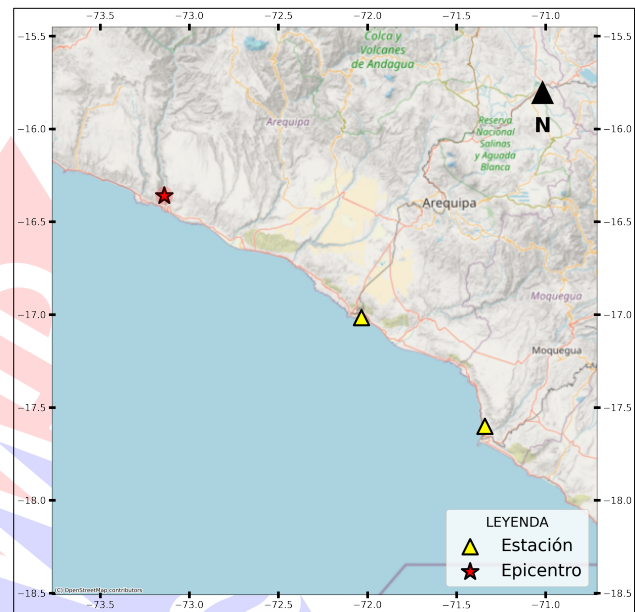 −73.5 −73.0 −72.5 −72.0 −71.5 −71.0
−15.5 −15.5
Colca y
Volcanes
de Andagua
−16.0 −16.0
Arequipa
Reserva
Nacional
Salinas
y Aguada
Blanca
N
−16.5 −16.5
Arequipa
Moquegua
−17.0 −17.0
Moquegua
−17.5 −17.5
−18.0 −18.0
LEYENDA
Estación
Epicentro
(C) OpenStreetMap contributors
−18.5 −18.5
−73.5 −73.0 −72.5 −72.0 −71.5 −71.0